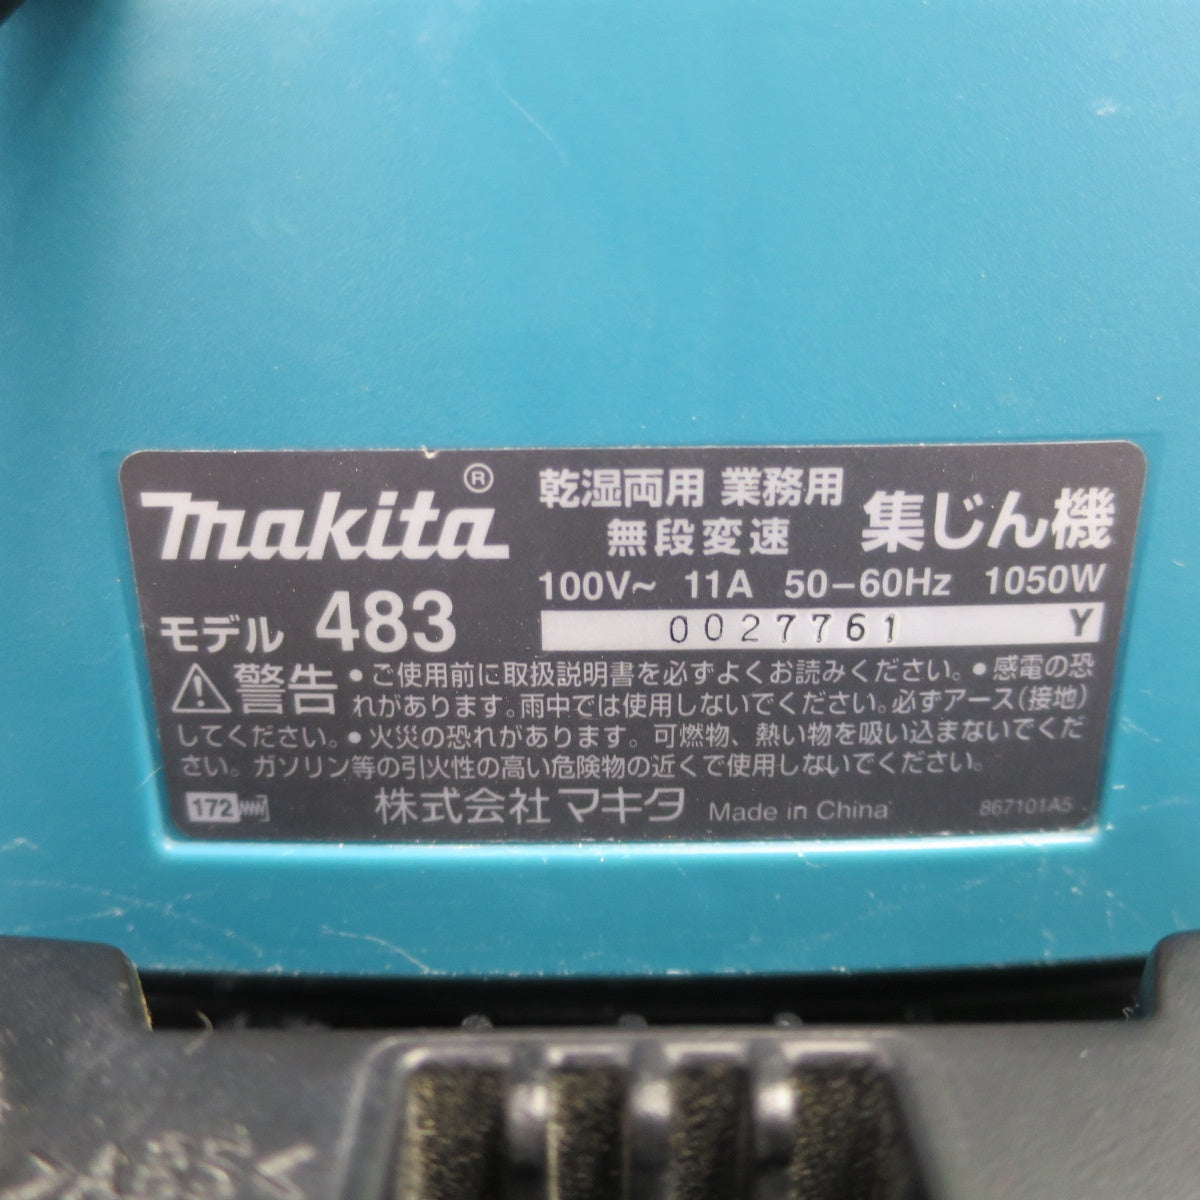 makita®
乾湿両用 業務用
無段変速
集じん機
モデル 483
100V~ 11A 50-60Hz 1050W
0027761 Y
⚠警告 •ご使用前に取扱説明書を必ずよくお読みください。•感電の恐
れがあります。雨中では使用しないでください。必ずアース(接地)
してください。•火災の恐れがあります。可燃物、熱い物を吸い込まないでくだ
さい。ガソリン等の引火性の高い危険物の近くで使用しないでください。
172
株式会社 マキタ Made in China 867101A5